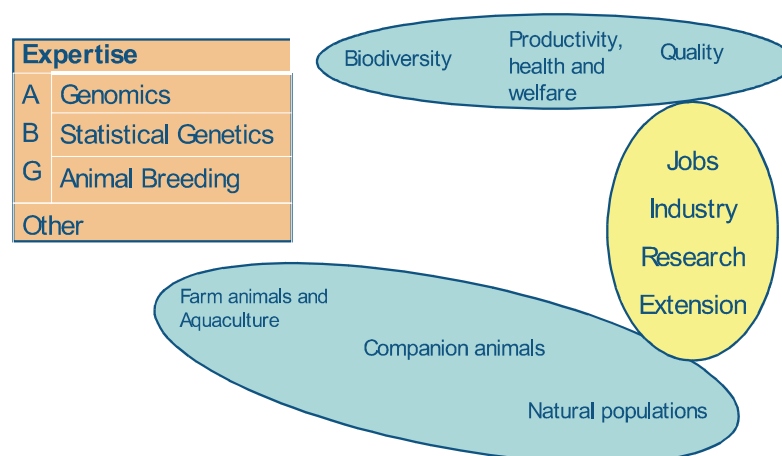 Expertise
A Genomics
B Statistical Genetics
G Animal Breeding
Other
Biodiversity
Productivity,
health and
welfare
Quality
Jobs
Industry
Research
Extension
Farm animals and
Aquaculture
Companion animals
Natural populations